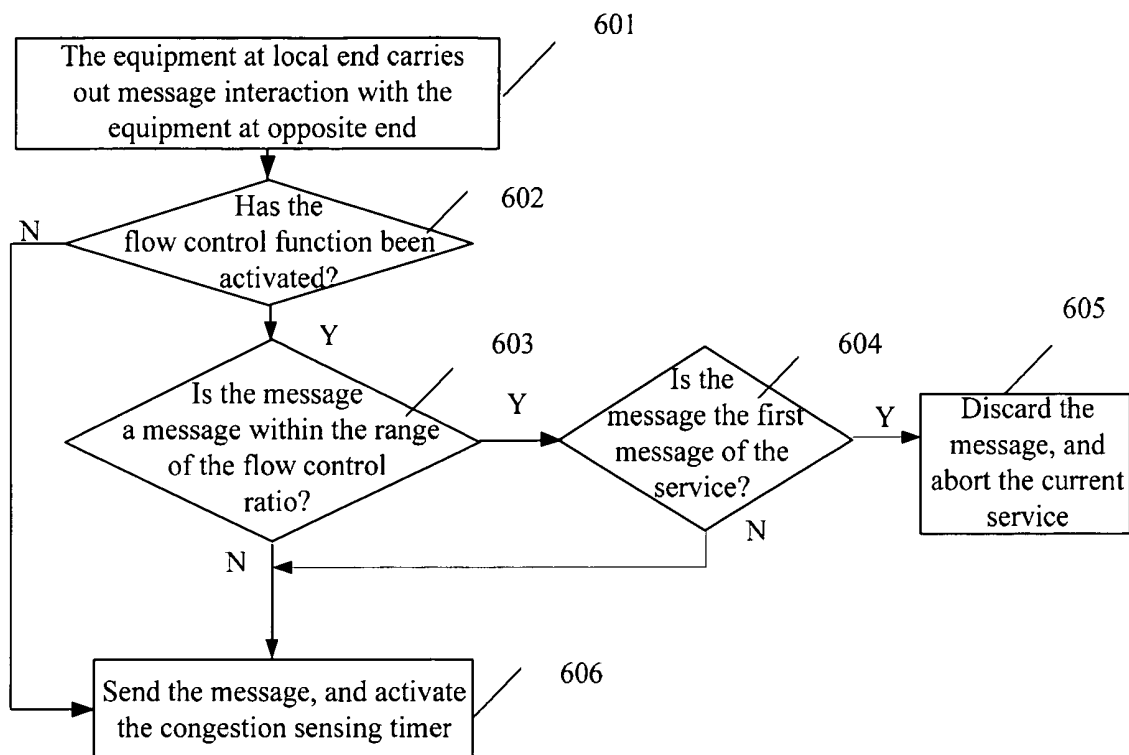 601
The equipment at local end carries
out message interaction with the
equipment at opposite end
602
Has the
flow control function been
activated?
N
Y
603
Is the message
a message within the range
of the flow control
ratio?
Y
N
604
Is the
message the first
message of the
service?
Y
N
605
Discard the
message, and
abort the current
service
606
Send the message, and activate
the congestion sensing timer